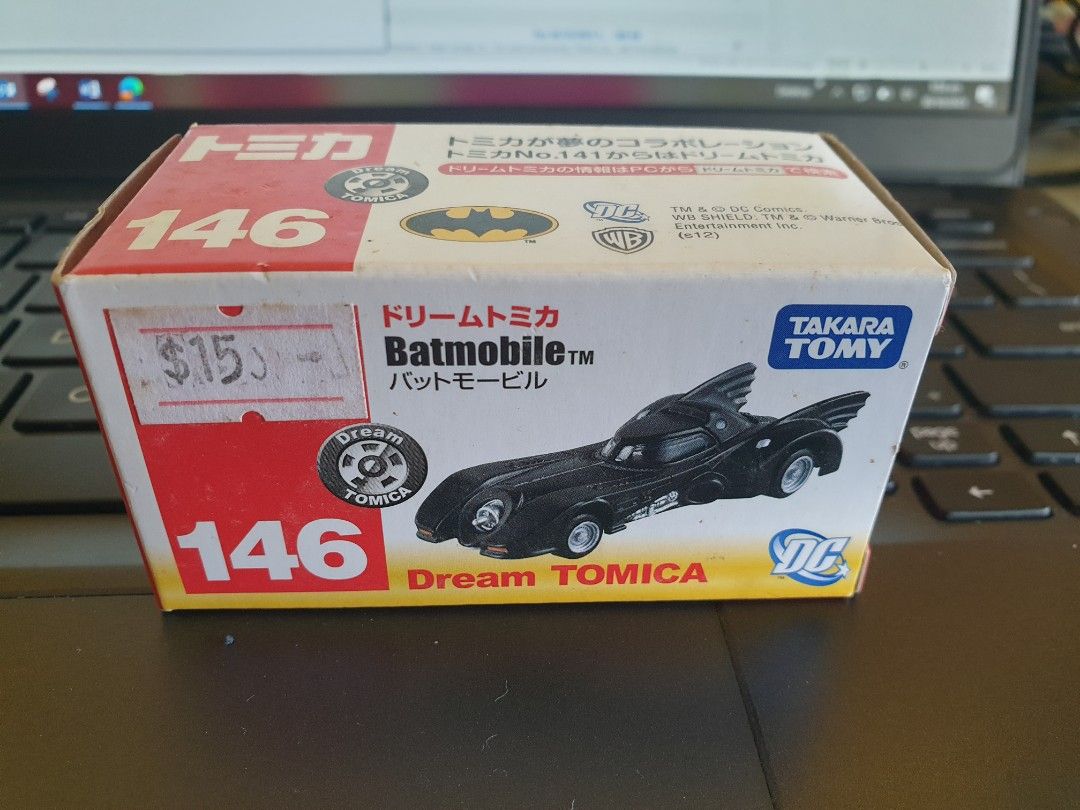 トミカ
146
Dream
TOMICA
トミカが夢のコラボレーション
トミカNo.141からはドリームトミカ
ドリームトミカの情報はPCから ドリームトミカ で検索
TM
DC
WB
TM & © DC Comics.
WB SHIELD: TM & © Warner Bros
Entertainment Inc.
(s12)
$15
ドリームトミカ
Batmobile™
バットモービル
TAKARA
TOMY®
Dream
TOMICA
146
Dream TOMICA
DC